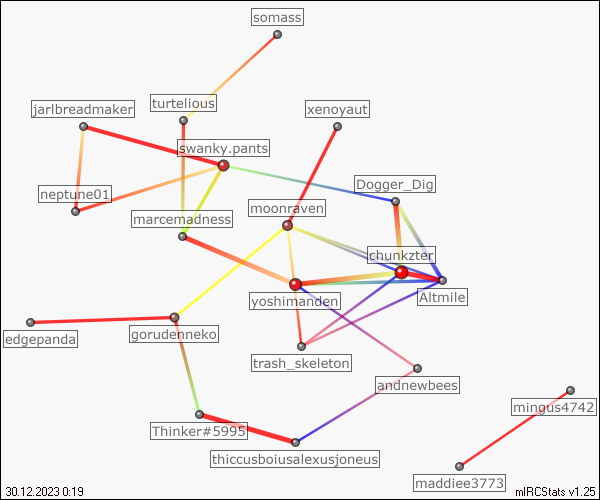 somass
jarlbreadmaker
turtelious
xenoyaut
swanky.pants
Dogger_Dig
neptune01
moonraven
marcemadness
chunkzter
yoshimanden
Altmile
edgepanda
gorudenneko
trash_skeleton
andnewbees
mingus4742
Thinker#5995
thiccusboiusalexusjoneus
maddiee3773
30.12.2023 0:19
mIRCStats v1.25